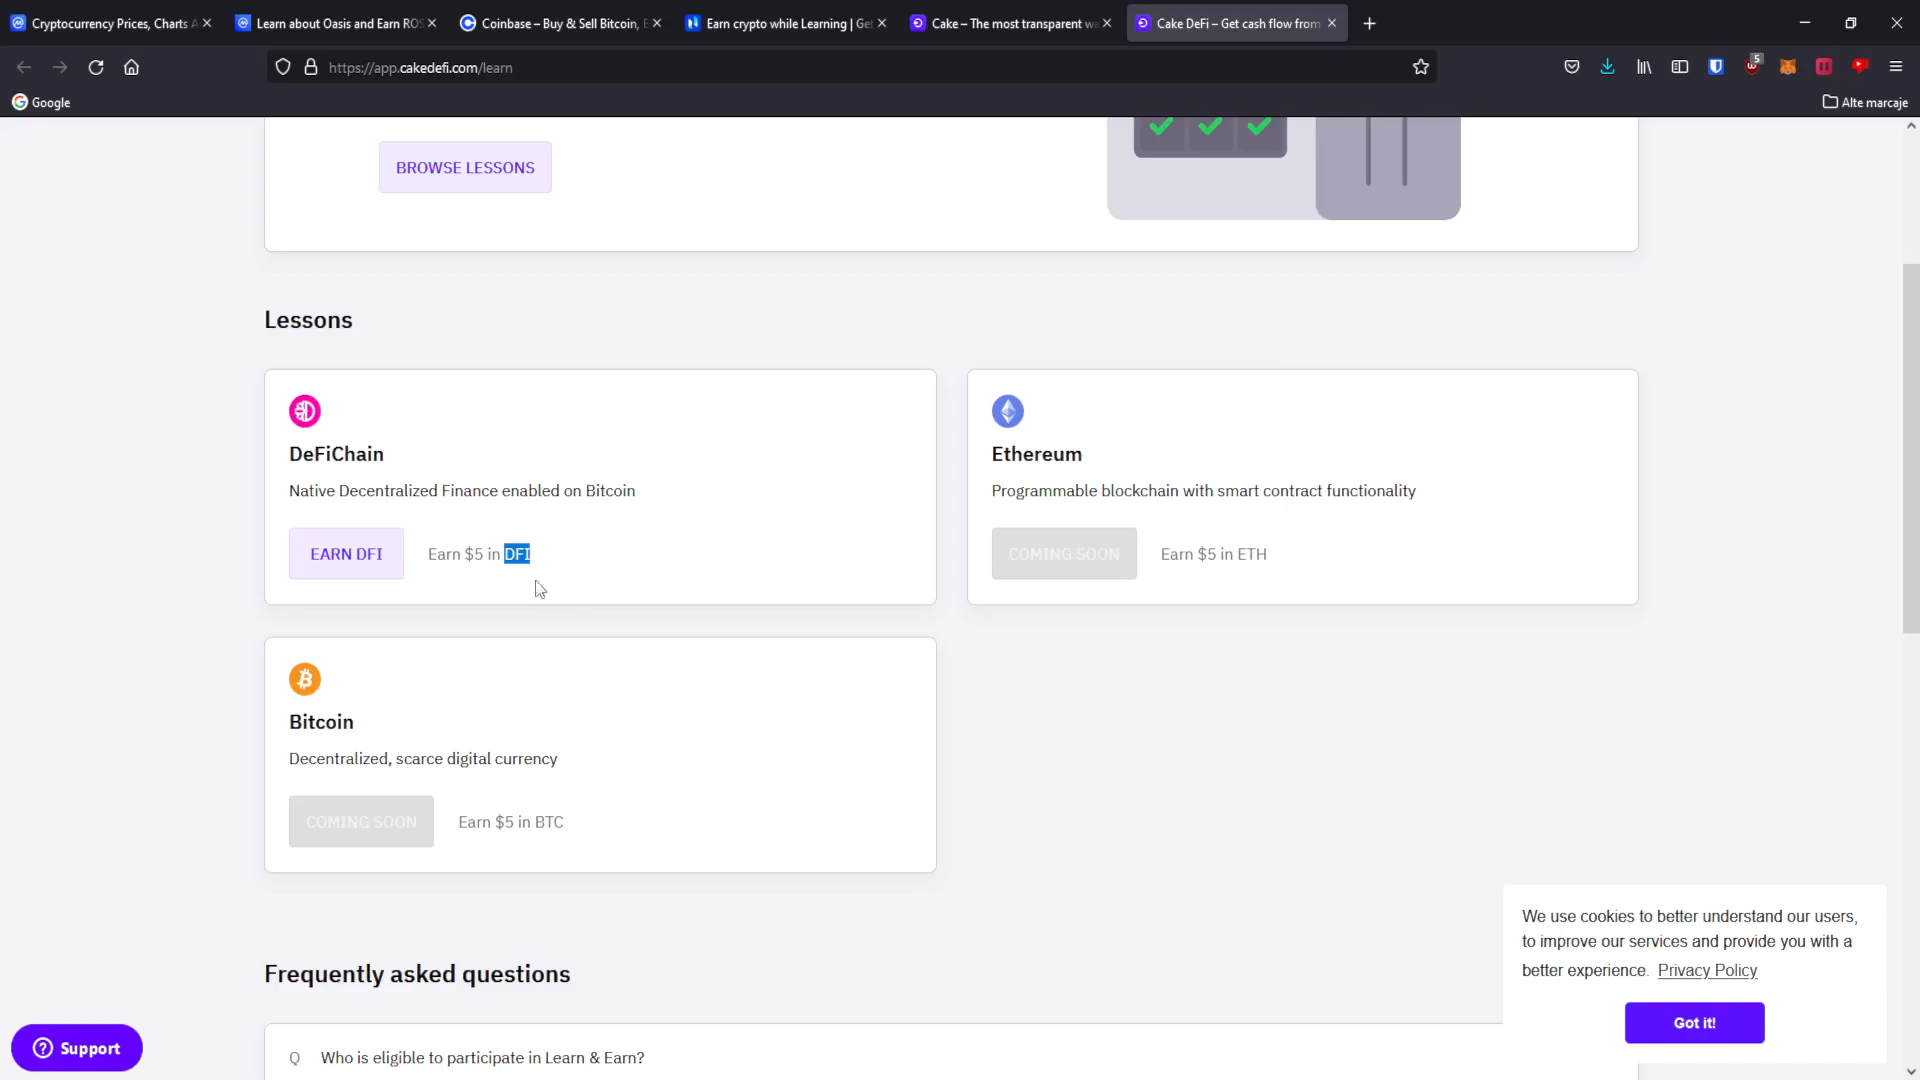 Cryptocurrency Prices, Charts A
Learn about Oasis and Earn ROS
Coinbase – Buy & Sell Bitcoin, E
Earn crypto while Learning | Get
Cake – The most transparent wa
Cake DeFi – Get cash flow from
https://app.cakedefi.com/learn
5
Google
Alte marcaje
BROWSE LESSONS
Lessons
DeFiChain
Native Decentralized Finance enabled on Bitcoin
EARN DFI
Earn $5 in DFI
Ethereum
Programmable blockchain with smart contract functionality
COMING SOON
Earn $5 in ETH
Bitcoin
Decentralized, scarce digital currency
COMING SOON
Earn $5 in BTC
We use cookies to better understand our users,
to improve our services and provide you with a
better experience. Privacy Policy
Got it!
Frequently asked questions
Q Who is eligible to participate in Learn & Earn?
Support